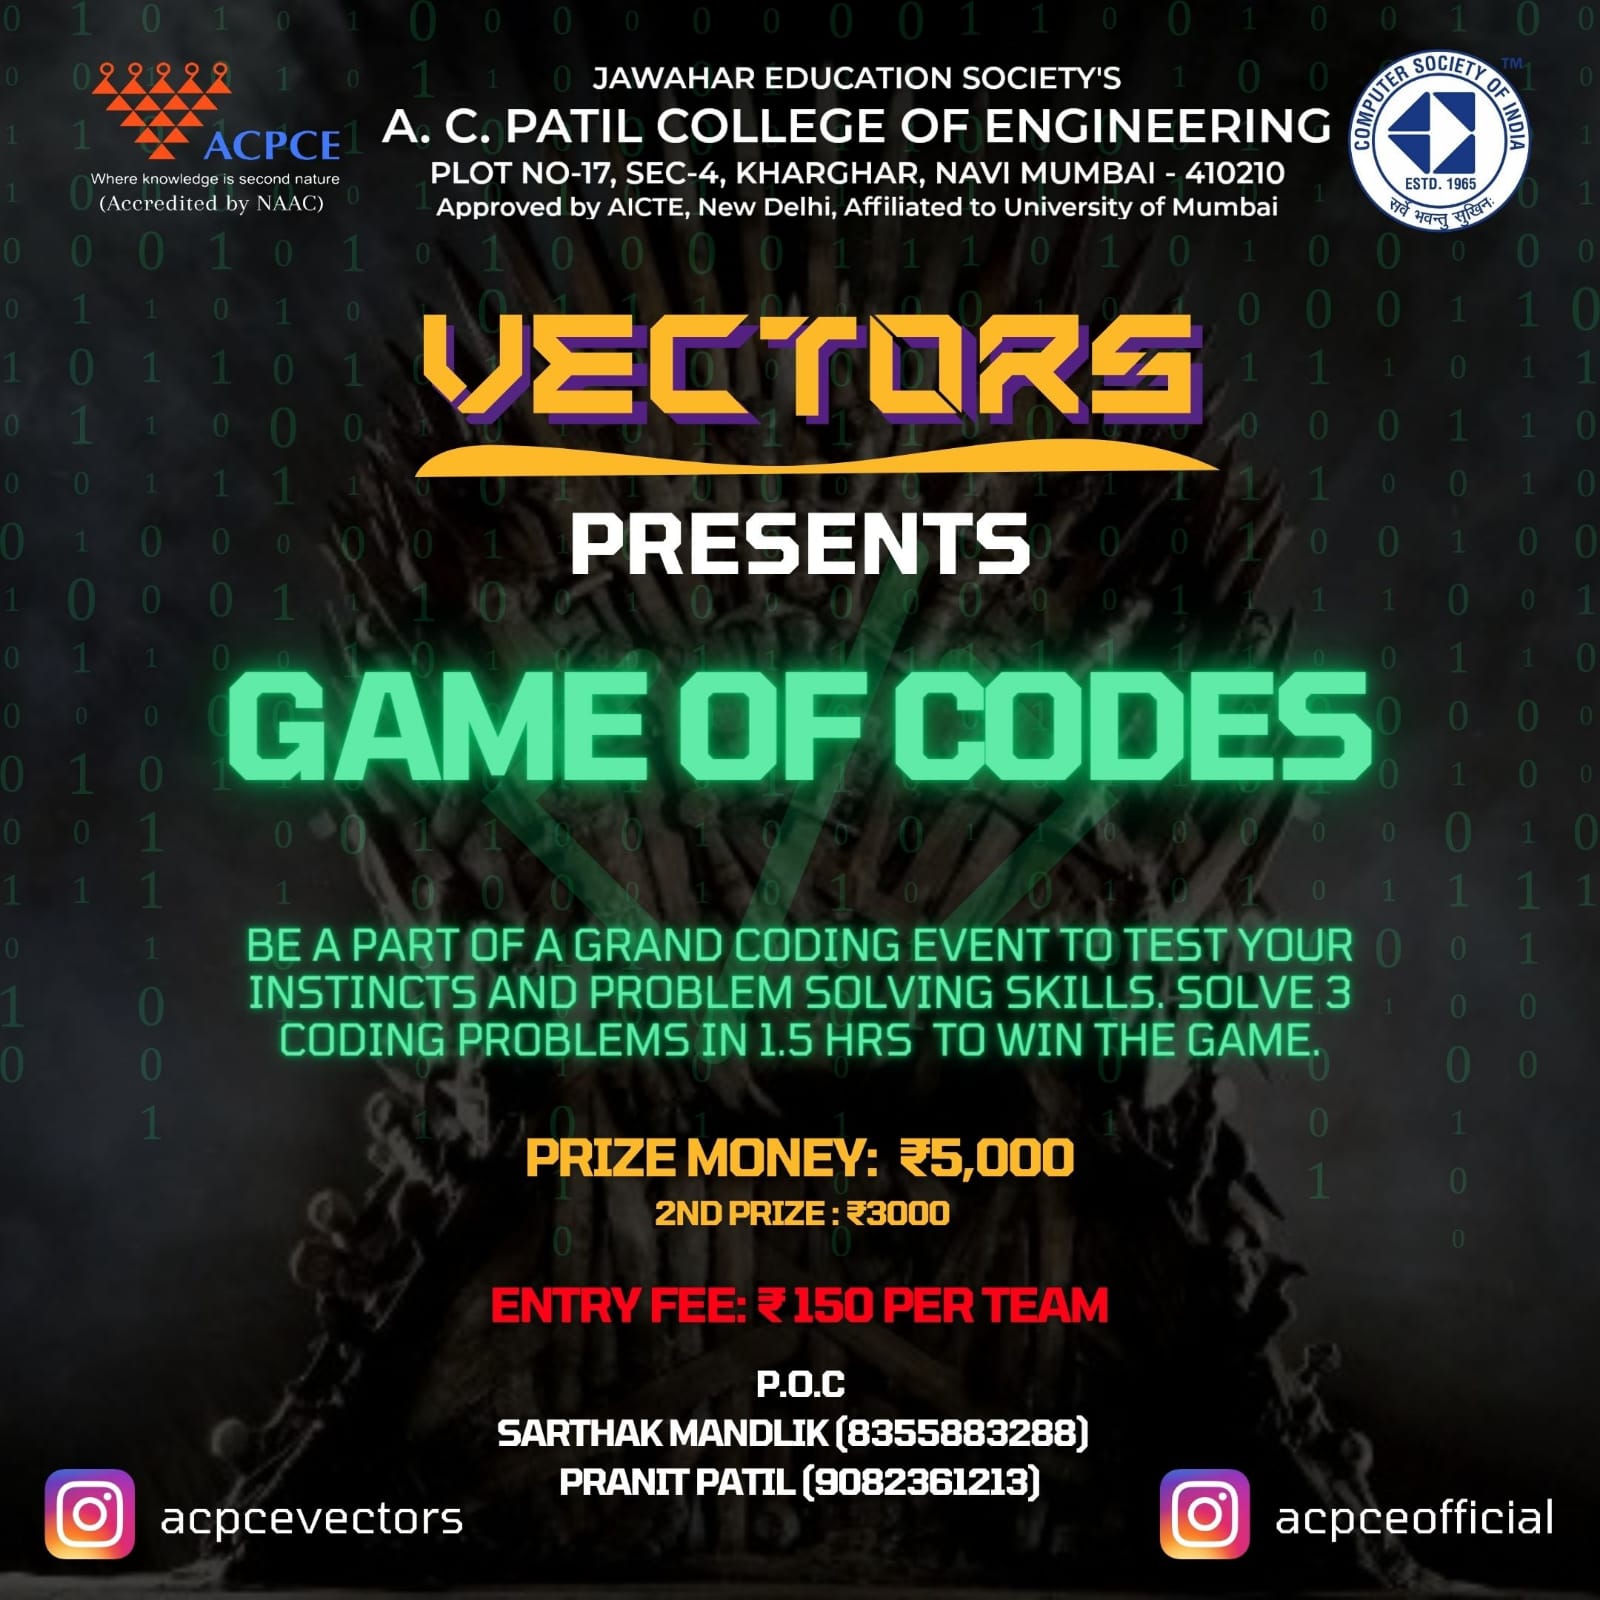 ACPCE
Where knowledge is second nature
(Accredited by NAAC)
JAWAHAR EDUCATION SOCIETY'S
A. C. PATIL COLLEGE OF ENGINEERING
PLOT NO-17, SEC-4, KHARGHAR, NAVI MUMBAI - 410210
Approved by AICTE, New Delhi, Affiliated to University of Mumbai
COMPUTER SOCIETY OF INDIA
TM
ESTD. 1965
सर्वे भवन्तु सुखिनः
VECTORS
PRESENTS
GAME OF CODES
BE A PART OF A GRAND CODING EVENT TO TEST YOUR
INSTINCTS AND PROBLEM SOLVING SKILLS. SOLVE 3
CODING PROBLEMS IN 1.5 HRS TO WIN THE GAME.
PRIZE MONEY: ₹5,000
2ND PRIZE : ₹3000
ENTRY FEE: ₹ 150 PER TEAM
P.O.C
SARTHAK MANDLIK (8355883288)
PRANIT PATIL (9082361213)
acpcevectors
acpceofficial